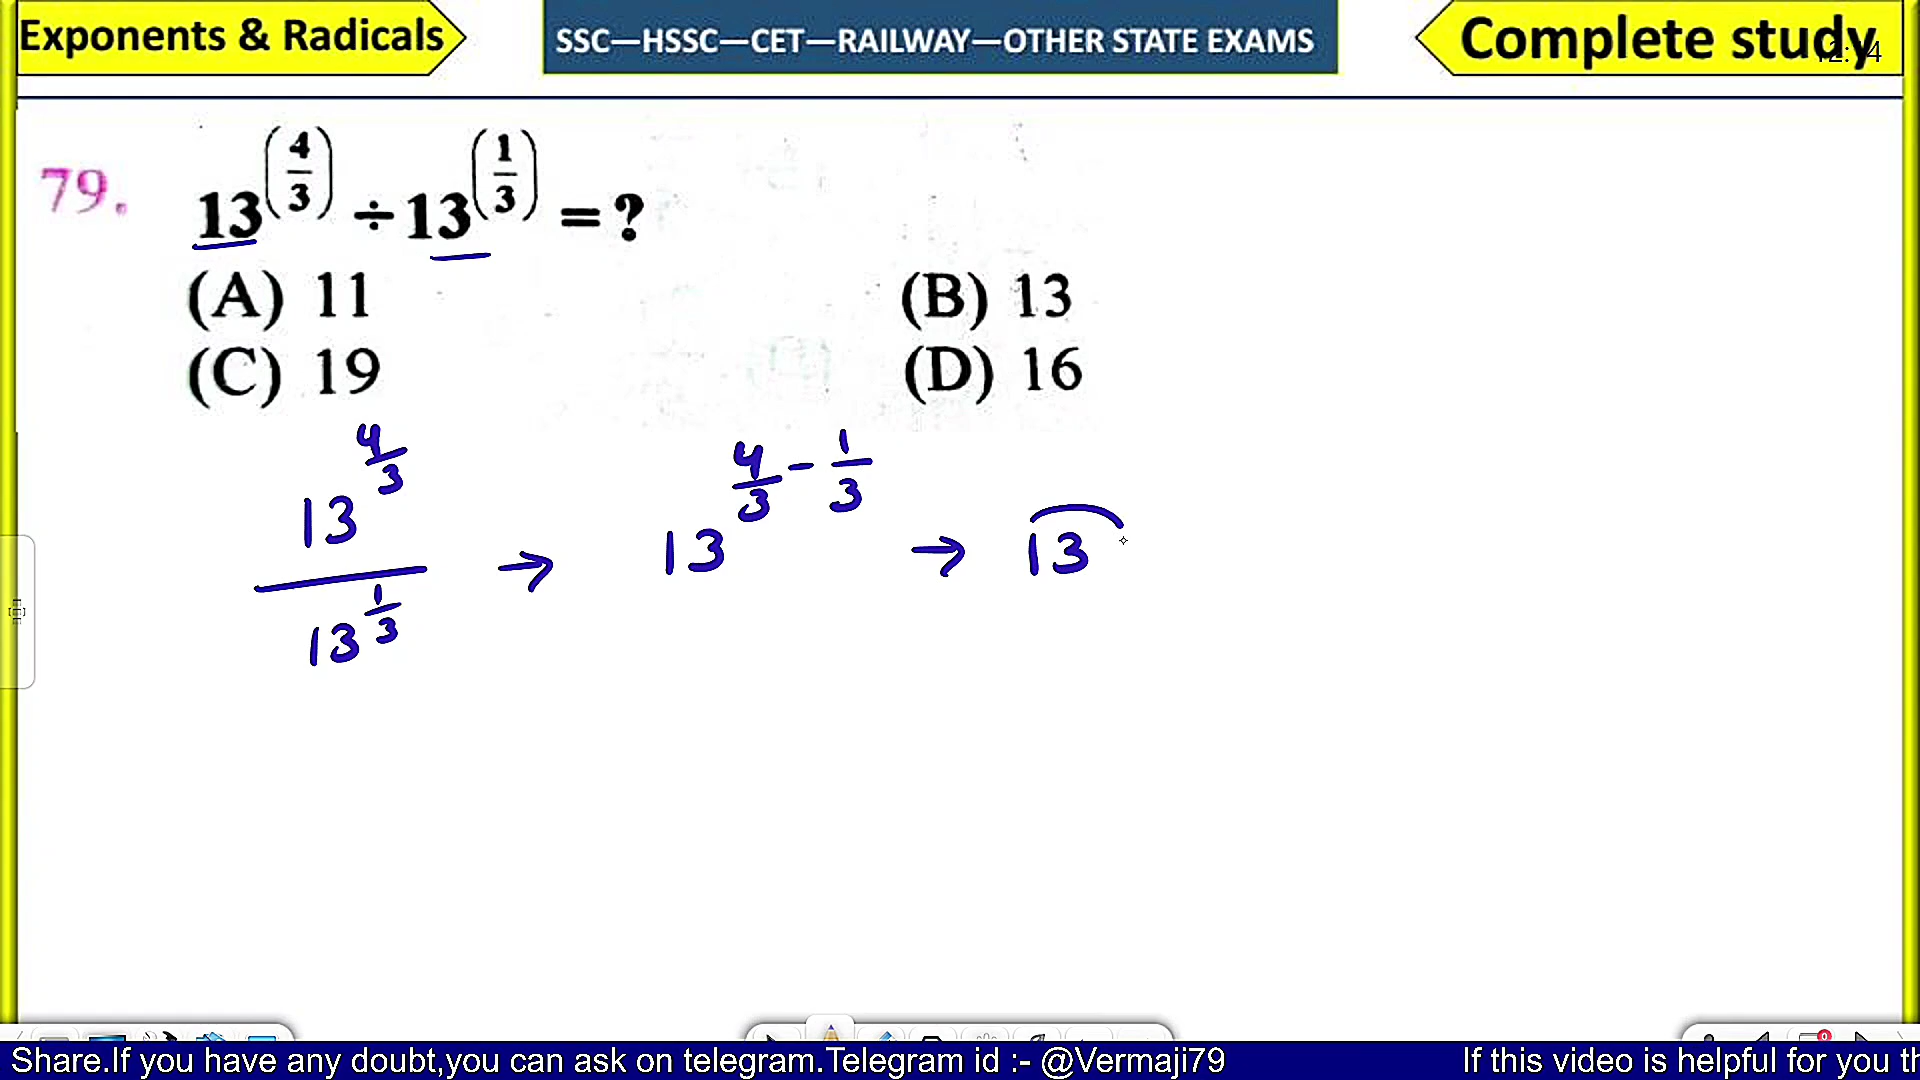 Exponents & Radicals
SSC—HSSC—CET—RAILWAY—OTHER STATE EXAMS
Complete study
79. 13^(4/3) ÷ 13^(1/3) = ?
(A) 11 (B) 13
(C) 19 (D) 16
13^4/3 / 13^1/3 → 13^4/3 - 1/3 → 13
Share.If you have any doubt,you can ask on telegram.Telegram id :- @Vermaji79 If this video is helpful for you